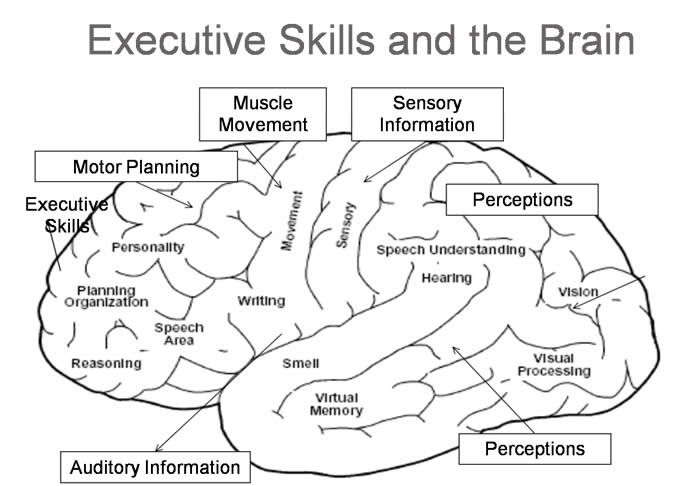 Executive Skills and the Brain
Muscle
Movement
Sensory
Information
Motor Planning
Perceptions
Executive
Skills
Personality
Movement
Sensory
Speech Understanding
Hearing
Planning
Organization
Writing
Vision
Speech
Area
Reasoning
Smell
Visual
Processing
Virtual
Memory
Perceptions
Auditory Information